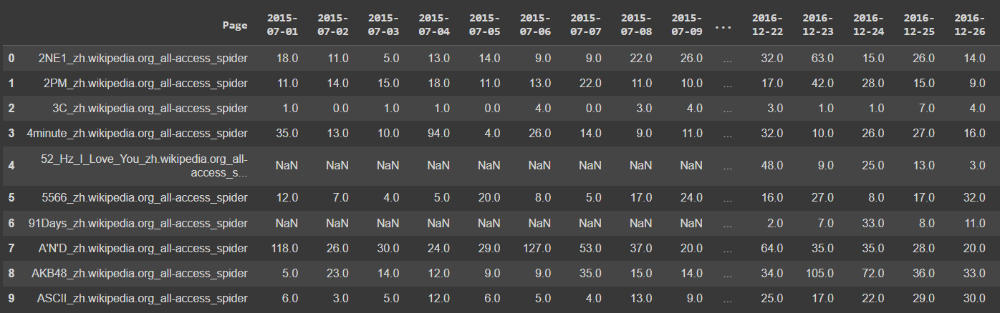 Page 2015-07-01 2015-07-02 2015-07-03 2015-07-04 2015-07-05 2015-07-06 2015-07-07 2015-07-08 2015-07-09 ... 2016-12-22 2016-12-23 2016-12-24 2016-12-25 2016-12-26
0 2NE1_zh.wikipedia.org_all-access_spider 18.0 11.0 5.0 13.0 14.0 9.0 9.0 22.0 26.0 ... 32.0 63.0 15.0 26.0 14.0
1 2PM_zh.wikipedia.org_all-access_spider 11.0 14.0 15.0 18.0 11.0 13.0 22.0 11.0 10.0 ... 17.0 42.0 28.0 15.0 9.0
2 3C_zh.wikipedia.org_all-access_spider 1.0 0.0 1.0 1.0 0.0 4.0 0.0 3.0 4.0 ... 3.0 1.0 1.0 7.0 4.0
3 4minute_zh.wikipedia.org_all-access_spider 35.0 13.0 10.0 94.0 4.0 26.0 14.0 9.0 11.0 ... 32.0 10.0 26.0 27.0 16.0
4 52_Hz_I_Love_You_zh.wikipedia.org_all-access_s... NaN NaN NaN NaN NaN NaN NaN NaN NaN ... 48.0 9.0 25.0 13.0 3.0
5 5566_zh.wikipedia.org_all-access_spider 12.0 7.0 4.0 5.0 20.0 8.0 5.0 17.0 24.0 ... 16.0 27.0 8.0 17.0 32.0
6 91Days_zh.wikipedia.org_all-access_spider NaN NaN NaN NaN NaN NaN NaN NaN NaN ... 2.0 7.0 33.0 8.0 11.0
7 A'N'D_zh.wikipedia.org_all-access_spider 118.0 26.0 30.0 24.0 29.0 127.0 53.0 37.0 20.0 ... 64.0 35.0 35.0 28.0 20.0
8 AKB48_zh.wikipedia.org_all-access_spider 5.0 23.0 14.0 12.0 9.0 9.0 35.0 15.0 14.0 ... 34.0 105.0 72.0 36.0 33.0
9 ASCII_zh.wikipedia.org_all-access_spider 6.0 3.0 5.0 12.0 6.0 5.0 4.0 13.0 9.0 ... 25.0 17.0 22.0 29.0 30.0